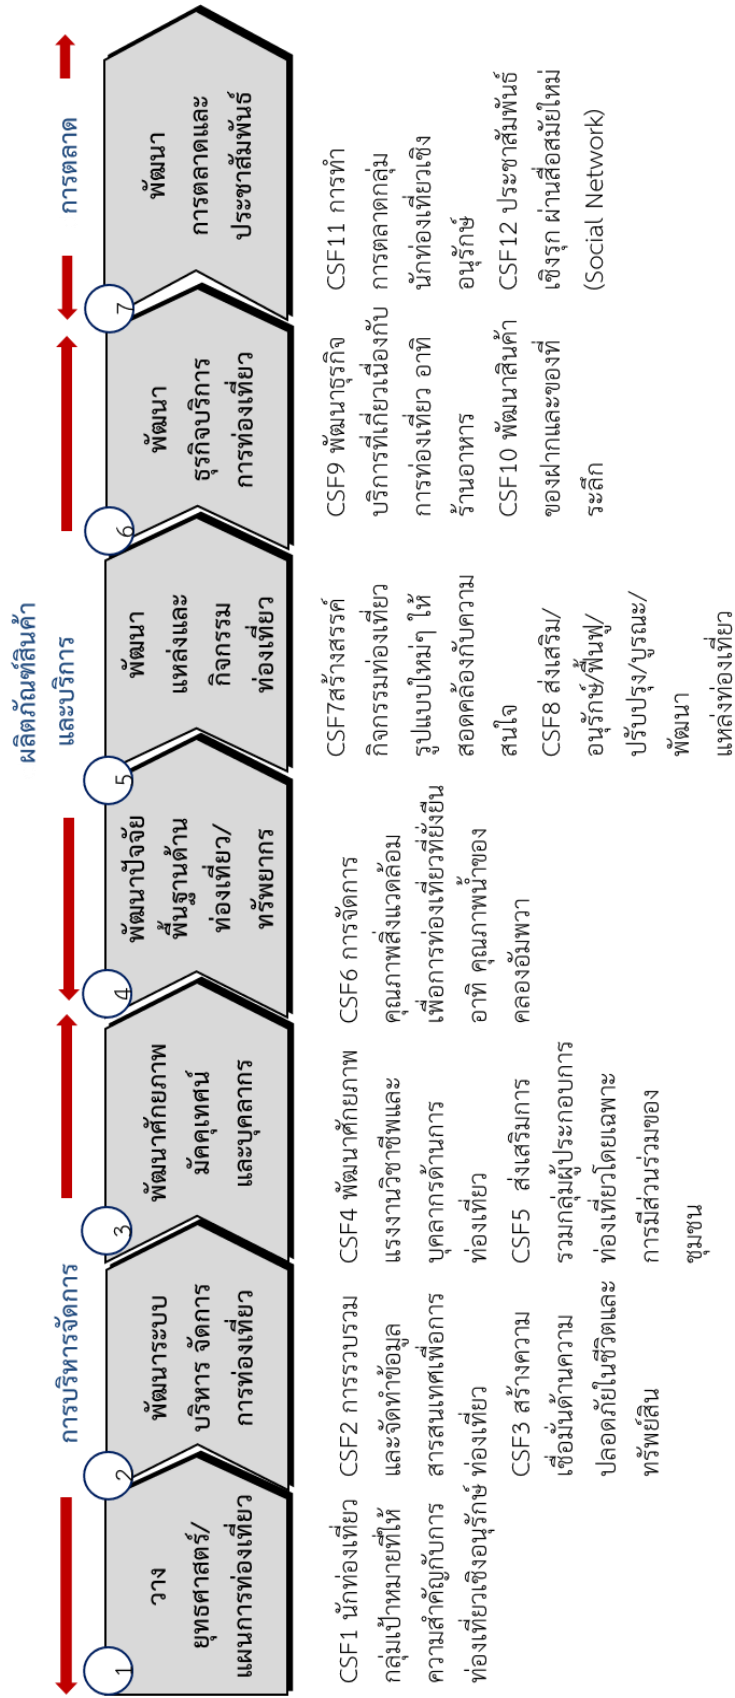 การบริหารจัดการ
ผลิตภัณฑ์สินค้า
และบริการ
การตลาด
1
วาง
ยุทธศาสตร์/
แผนการท่องเที่ยว
2
พัฒนาระบบ
บริหาร จัดการ
การท่องเที่ยว
3
พัฒนาศักยภาพ
มัคคุเทศน์
และบุคลากร
4
พัฒนาปัจจัย
พื้นฐานด้าน
ท่องเที่ยว/
ทรัพยากร
5
พัฒนา
แหล่งและ
กิจกรรม
ท่องเที่ยว
6
พัฒนา
ธุรกิจบริการ
การท่องเที่ยว
7
พัฒนา
การตลาดและ
ประชาสัมพันธ์
CSF1 นักท่องเที่ยว
กลุ่มเป้าหมายที่ให้
ความสำคัญกับการ
ท่องเที่ยวเชิงอนุรักษ์
CSF2 การรวบรวม
และจัดทำข้อมูล
สารสนเทศเพื่อการ
ท่องเที่ยว
CSF3 สร้างความ
เชื่อมั่นด้านความ
ปลอดภัยในชีวิตและ
ทรัพย์สิน
CSF4 พัฒนาศักยภาพ
แรงงานวิชาชีพและ
บุคลากรด้านการ
ท่องเที่ยว
CSF5 ส่งเสริมการ
รวมกลุ่มผู้ประกอบการ
ท่องเที่ยวโดยเฉพาะ
การมีส่วนร่วมของ
ชุมชน
CSF6 การจัดการ
คุณภาพสิ่งแวดล้อม
เพื่อการท่องเที่ยวที่ยั่งยืน
อาทิ คุณภาพน้ำของ
คลองอัมพวา
CSF7สร้างสรรค์
กิจกรรมท่องเที่ยว
รูปแบบใหม่ๆ ให้
สอดคล้องกับความ
สนใจ
CSF8 ส่งเสริม/
อนุรักษ์/ฟื้นฟู/
ปรับปรุง/บูรณะ/
พัฒนา
แหล่งท่องเที่ยว
CSF9 พัฒนาธุรกิจ
บริการที่เกี่ยวเนื่องกับ
การท่องเที่ยว อาทิ
ร้านอาหาร
CSF10 พัฒนาสินค้า
ของฝากและของที่
ระลึก
CSF11 การทำ
การตลาดกลุ่ม
นักท่องเที่ยวเชิง
อนุรักษ์
CSF12 ประชาสัมพันธ์
เชิงรุก ผ่านสื่อสมัยใหม่
(Social Network)